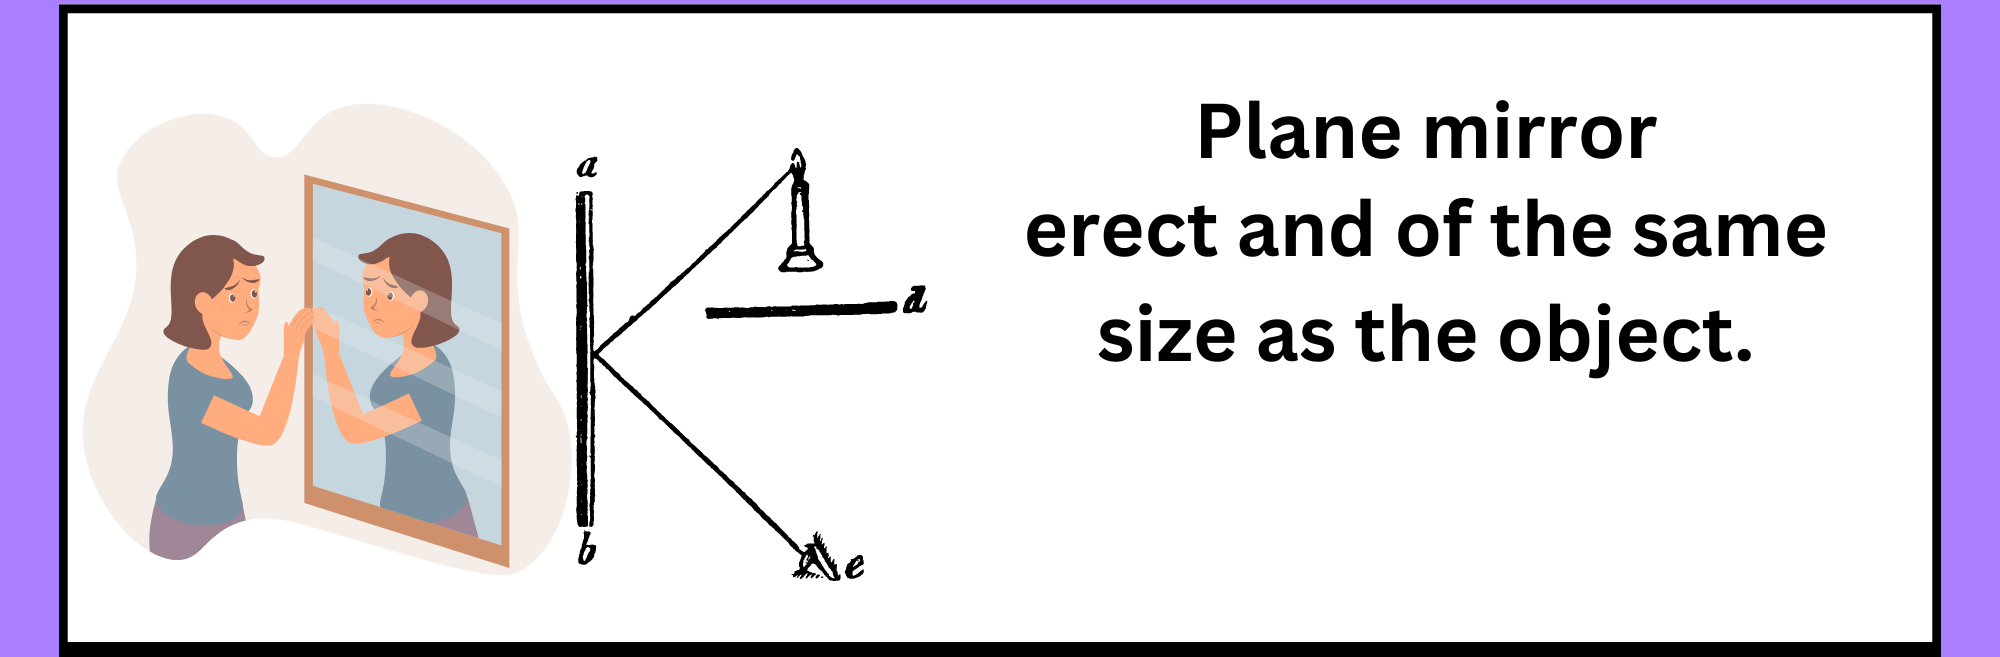 a
d
b
e
Plane mirror
erect and of the same
size as the object.